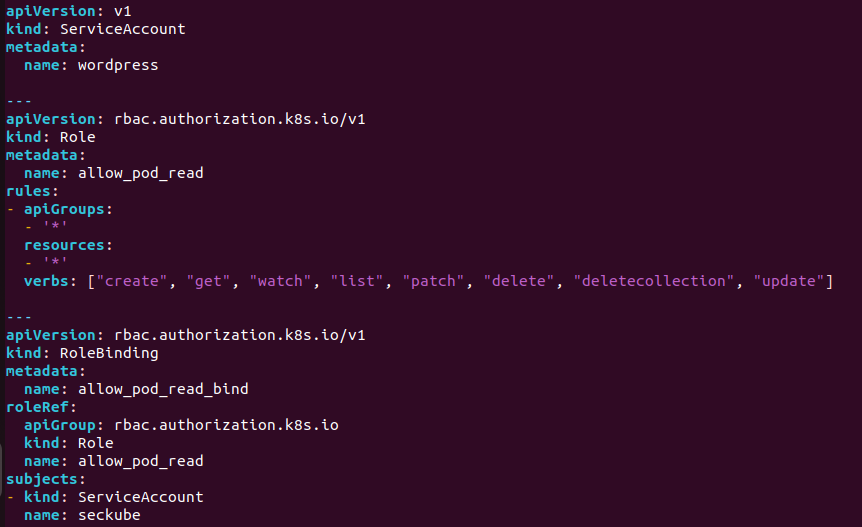 apiVersion: v1
kind: ServiceAccount
metadata:
  name: wordpress

---
apiVersion: rbac.authorization.k8s.io/v1
kind: Role
metadata:
  name: allow_pod_read
rules:
- apiGroups:
  - '*'
  resources:
  - '*'
  verbs: ["create", "get", "watch", "list", "patch", "delete", "deletecollection", "update"]

---
apiVersion: rbac.authorization.k8s.io/v1
kind: RoleBinding
metadata:
  name: allow_pod_read_bind
roleRef:
  apiGroup: rbac.authorization.k8s.io
  kind: Role
  name: allow_pod_read
subjects:
- kind: ServiceAccount
  name: seckube